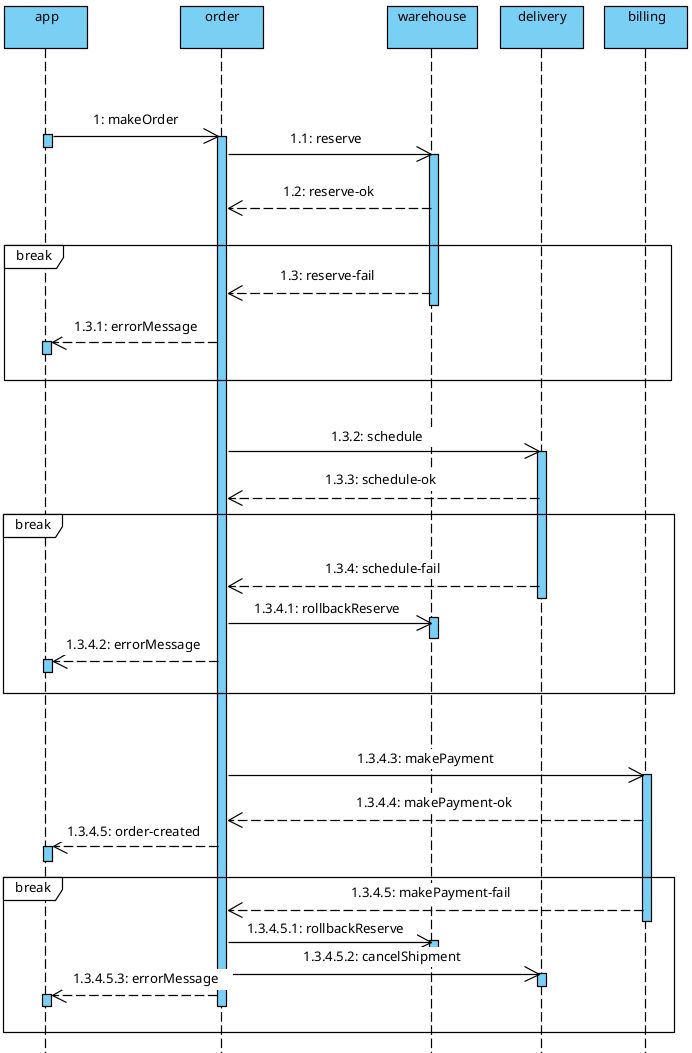 app
order
warehouse
delivery
billing
1: makeOrder
1.1: reserve
1.2: reserve-ok
break
1.3: reserve-fail
1.3.1: errorMessage
1.3.2: schedule
1.3.3: schedule-ok
break
1.3.4: schedule-fail
1.3.4.1: rollbackReserve
1.3.4.2: errorMessage
1.3.4.3: makePayment
1.3.4.4: makePayment-ok
1.3.4.5: order-created
break
1.3.4.5: makePayment-fail
1.3.4.5.1: rollbackReserve
1.3.4.5.2: cancelShipment
1.3.4.5.3: errorMessage